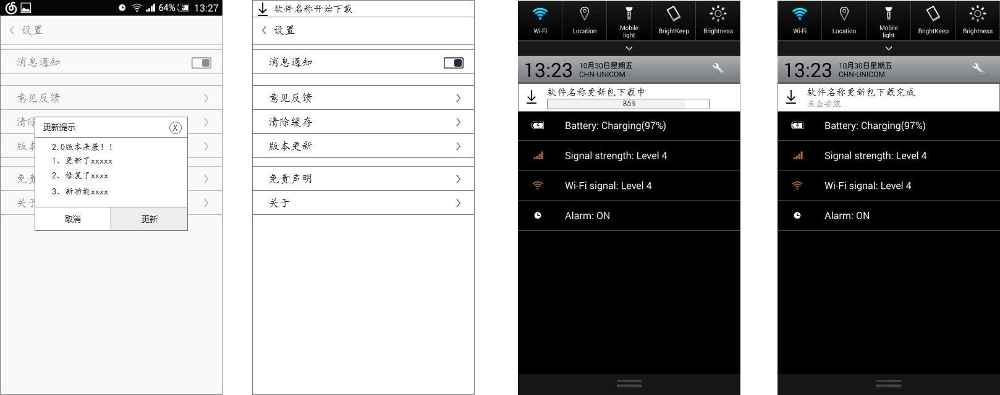 64% 13:27
设置
消息通知
意见反馈
清除
版本
免责
关于
更新提示
X
2.0版本来袭！！
1、更新了xxxxx
2、修复了xxxx
3、新功能xxxx
取消
更新
软件名称开始下载
设置
消息通知
意见反馈
清除缓存
版本更新
免责声明
关于
Wi-Fi
Location
Mobile
light
BrightKeep
Brightness
13:23
10月30日星期五
CHN-UNICOM
软件名称更新包下载中
85%
Battery: Charging(97%)
Signal strength: Level 4
Wi-Fi signal: Level 4
Alarm: ON
Wi-Fi
Location
Mobile
light
BrightKeep
Brightness
13:23
10月30日星期五
CHN-UNICOM
软件名称更新包下载完成
点击安装
Battery: Charging(97%)
Signal strength: Level 4
Wi-Fi signal: Level 4
Alarm: ON